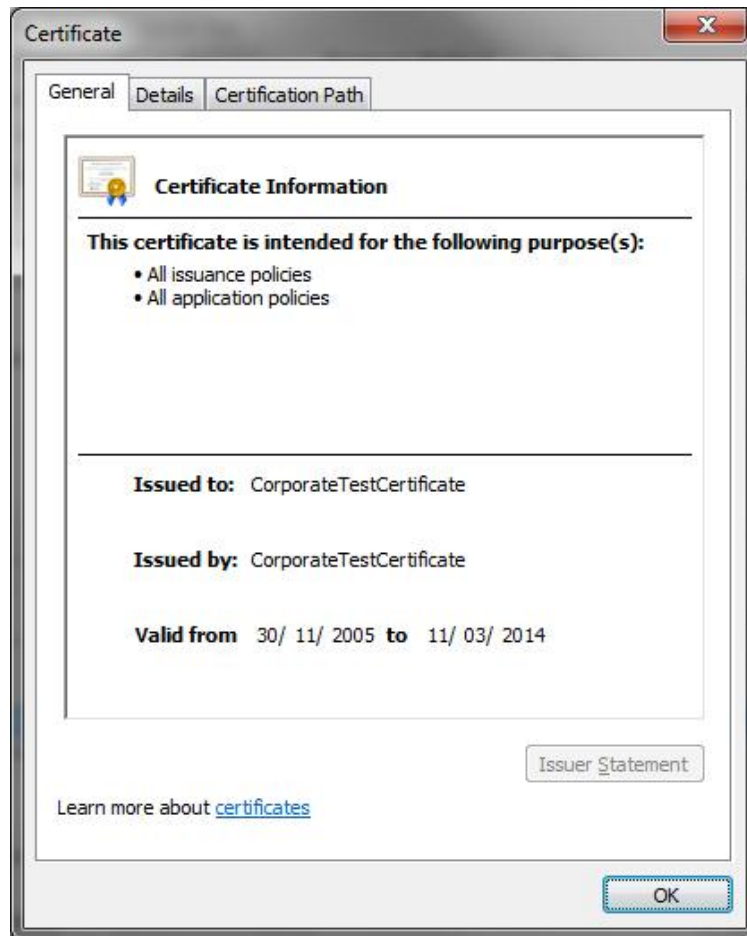 Certificate
General Details Certification Path
Certificate Information
This certificate is intended for the following purpose(s):
• All issuance policies
• All application policies
Issued to: CorporateTestCertificate
Issued by: CorporateTestCertificate
Valid from 30/ 11/ 2005 to 11/ 03/ 2014
Issuer Statement
Learn more about certificates
OK